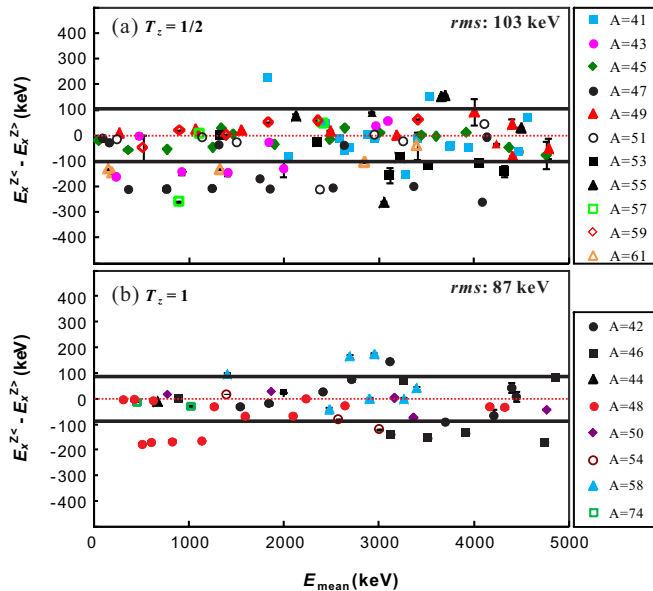 (a) T_z = 1/2 rms: 103 keV
500
400
300
200
100
0
-100
-200
-300
-400
E_x^Z< - E_x^Z> (keV)
A=41
A=43
A=45
A=47
A=49
A=51
A=53
A=55
A=57
A=59
A=61
(b) T_z = 1 rms: 87 keV
400
300
200
100
0
-100
-200
-300
-400
E_x^Z< - E_x^Z> (keV)
0 1000 2000 3000 4000 5000
E_mean (keV)
A=42
A=46
A=44
A=48
A=50
A=54
A=58
A=74